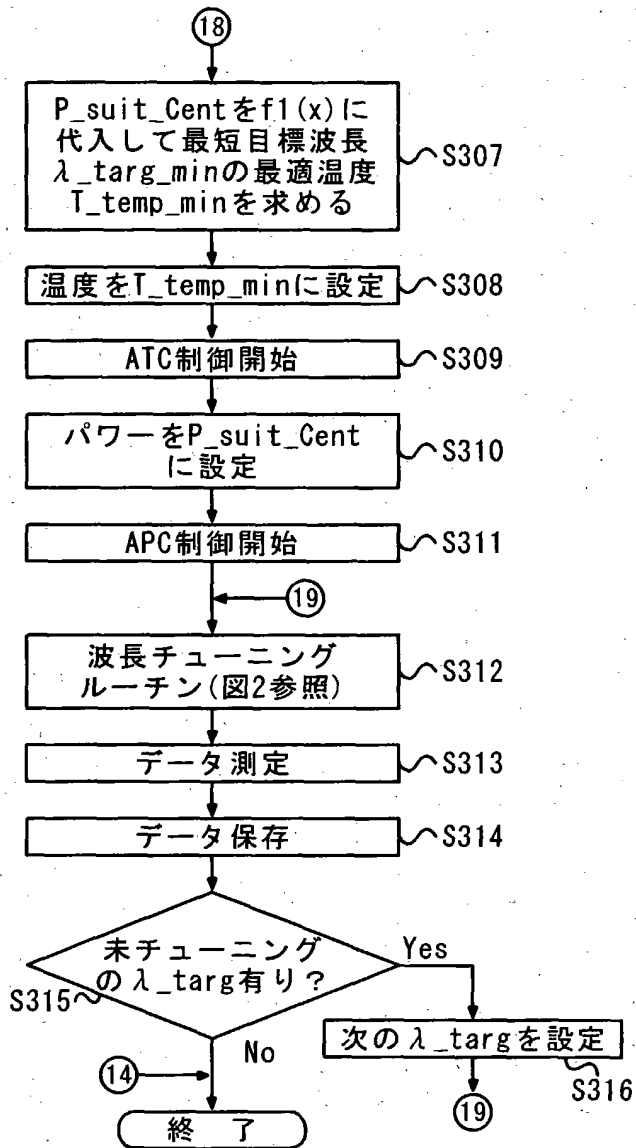 18
P_suit_Centをf1(x)に
代入して最短目標波長
λ_targ_minの最適温度
T_temp_minを求める
S307
温度をT_temp_minに設定
S308
ATC制御開始
S309
パワーをP_suit_Cent
に設定
S310
APC制御開始
S311
19
波長チューニング
ルーチン(図2参照)
S312
データ測定
S313
データ保存
S314
未チューニング
のλ_targ有り?
S315
Yes
No
次のλ_targを設定
S316
14
19
終 了